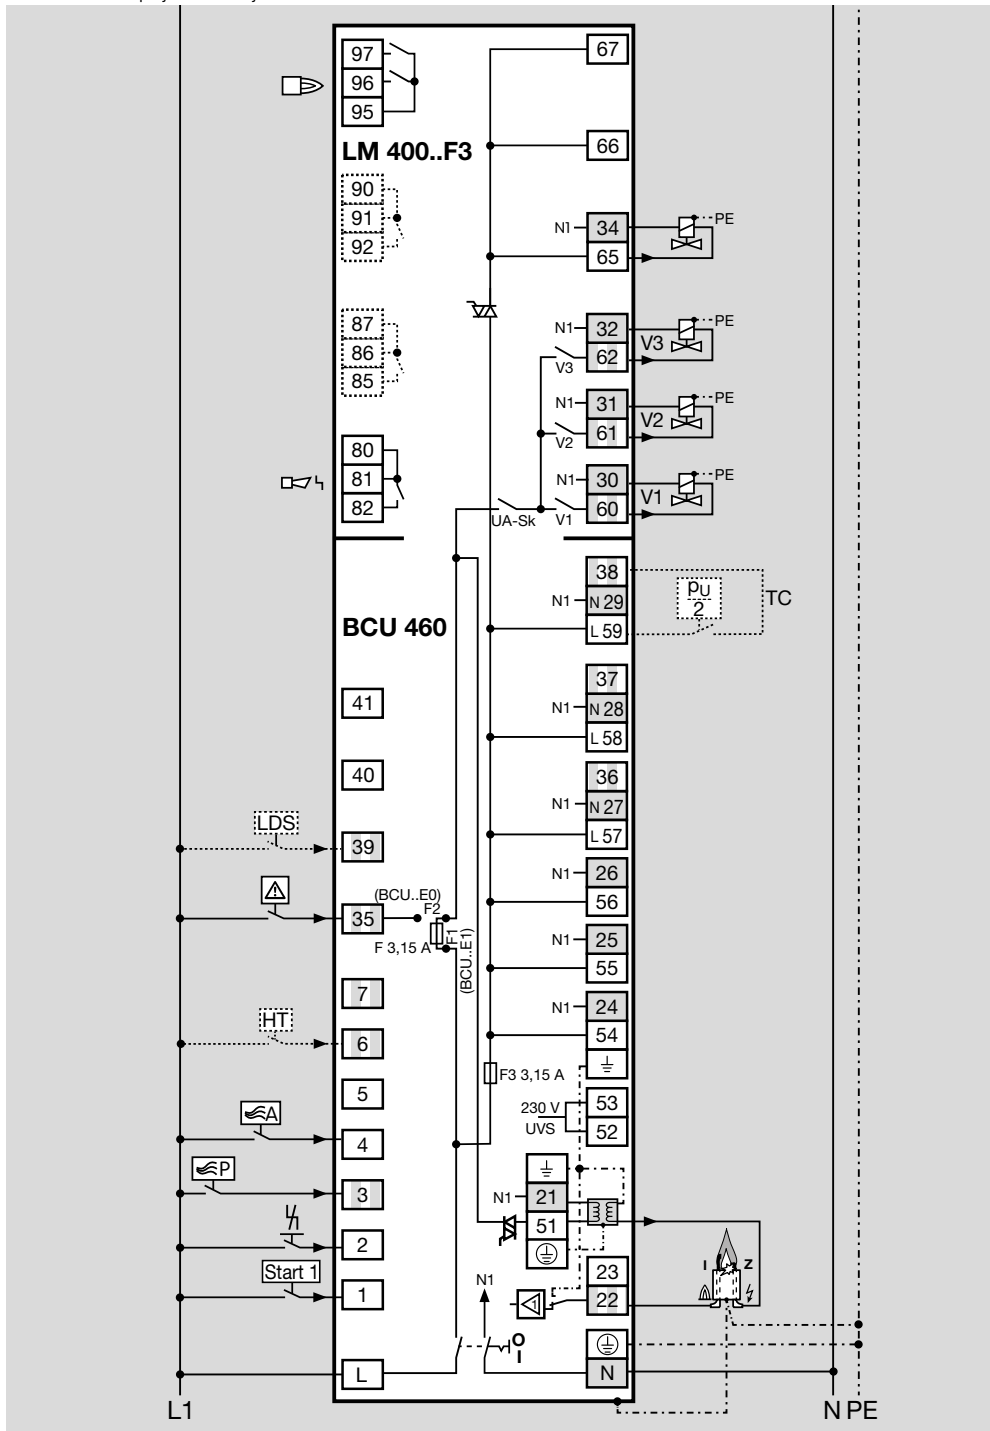 97
67
96
95
LM 400..F3
66
90
91
92
N1 34 PE
65
87
86
85
N1 32 PE
V3
V3 62
N1 31 PE
V2
V2 61
80
81
82
N1 30 PE
V1
UA-Sk V1 60
38
pU
2
TC
N1 N 29
L 59
BCU 460
37
N1 N 28
L 58
41
36
N1 N 27
L 57
40
LDS
39
N1 26
56
(BCU..E0)
35 F2
F 3,15 A F1
(BCU..E1)
N1 25
55
7
N1 24
54
HT
6
F3 3,15 A
5
230 V 53
UVS 52
A
4
P
3
N1 21
51
2
Start 1
1
23
22
N1
1
I Z
O
I
L
N
L1
N PE